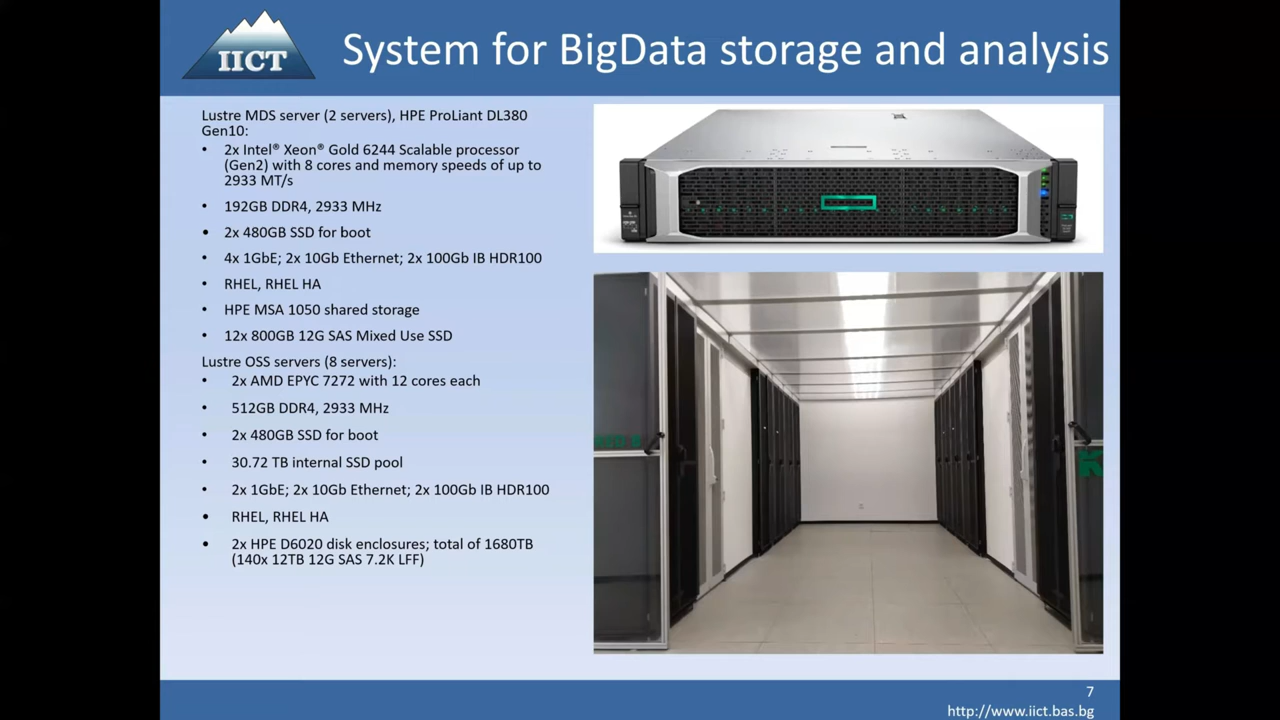 IICT
System for BigData storage and analysis
Lustre MDS server (2 servers), HPE ProLiant DL380
Gen10:
• 2x Intel® Xeon® Gold 6244 Scalable processor
(Gen2) with 8 cores and memory speeds of up to
2933 MT/s
• 192GB DDR4, 2933 MHz
• 2x 480GB SSD for boot
• 4x 1GbE; 2x 10Gb Ethernet; 2x 100Gb IB HDR100
• RHEL, RHEL HA
• HPE MSA 1050 shared storage
• 12x 800GB 12G SAS Mixed Use SSD
Lustre OSS servers (8 servers):
• 2x AMD EPYC 7272 with 12 cores each
• 512GB DDR4, 2933 MHz
• 2x 480GB SSD for boot
• 30.72 TB internal SSD pool
• 2x 1GbE; 2x 10Gb Ethernet; 2x 100Gb IB HDR100
• RHEL, RHEL HA
• 2x HPE D6020 disk enclosures; total of 1680TB
(140x 12TB 12G SAS 7.2K LFF)
7
http://www.iict.bas.bg